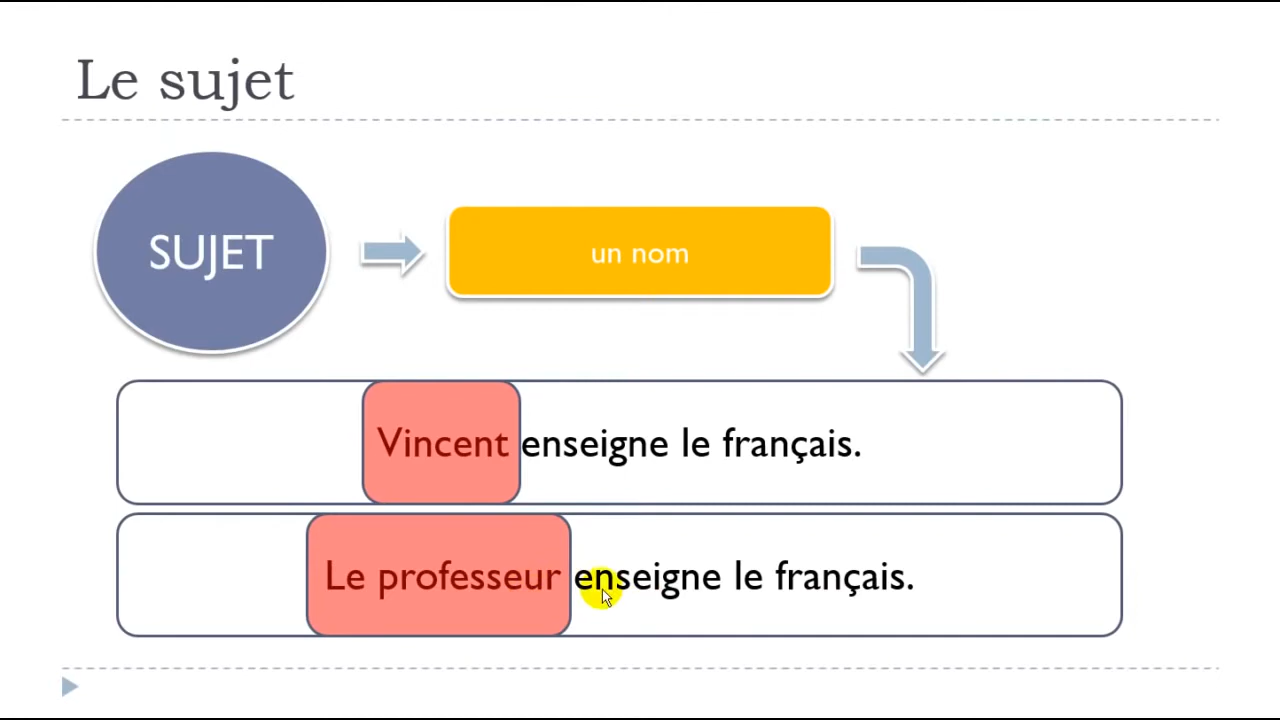 Le sujet
SUJET
un nom
Vincent enseigne le français.
Le professeur enseigne le français.